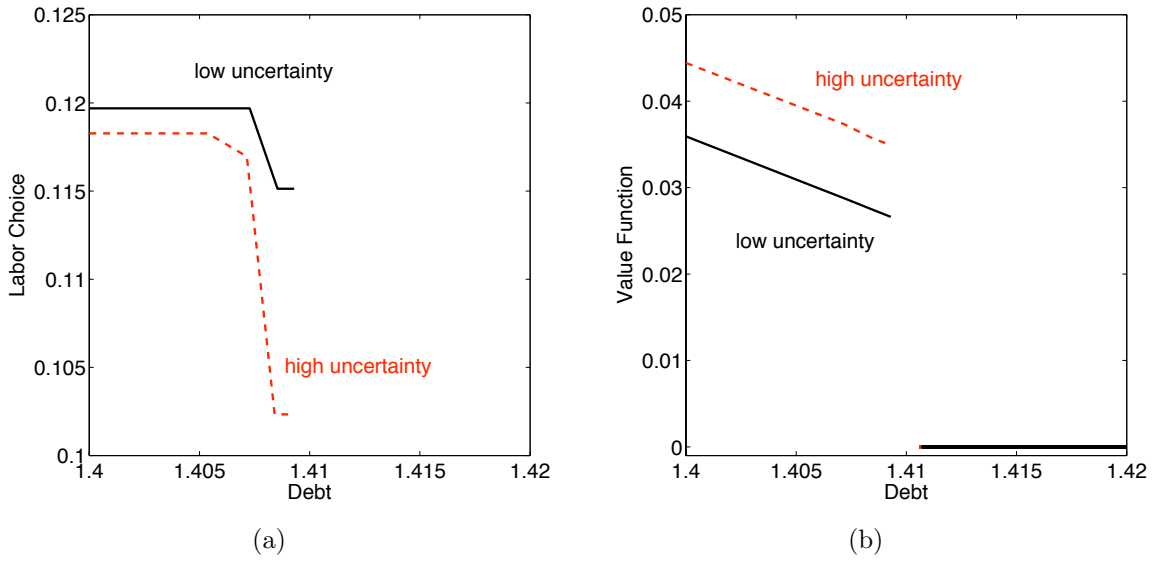 0.125
0.12
0.115
0.11
0.105
0.1
Labor Choice
low uncertainty
high uncertainty
1.4 1.405 1.41 1.415 1.42
Debt
(a)
0.05
0.04
0.03
0.02
0.01
0
Value Function
high uncertainty
low uncertainty
1.4 1.405 1.41 1.415 1.42
Debt
(b)